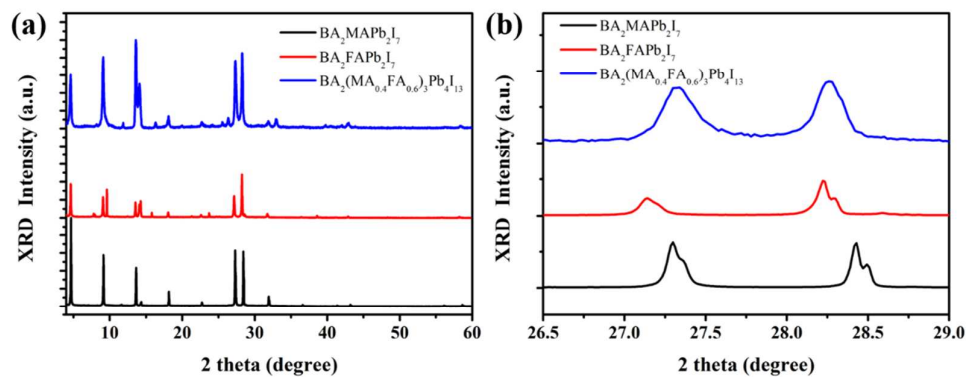 (a)
BA₂MAPb₂I₇
BA₂FAPb₂I₇
BA₂(MA₀.₄FA₀.₆)₃Pb₄I₁₃
XRD Intensity (a.u.)
10 20 30 40 50 60
2 theta (degree)
(b)
BA₂MAPb₂I₇
BA₂FAPb₂I₇
BA₂(MA₀.₄FA₀.₆)₃Pb₄I₁₃
XRD Intensity (a.u.)
26.5 27.0 27.5 28.0 28.5 29.0
2 theta (degree)